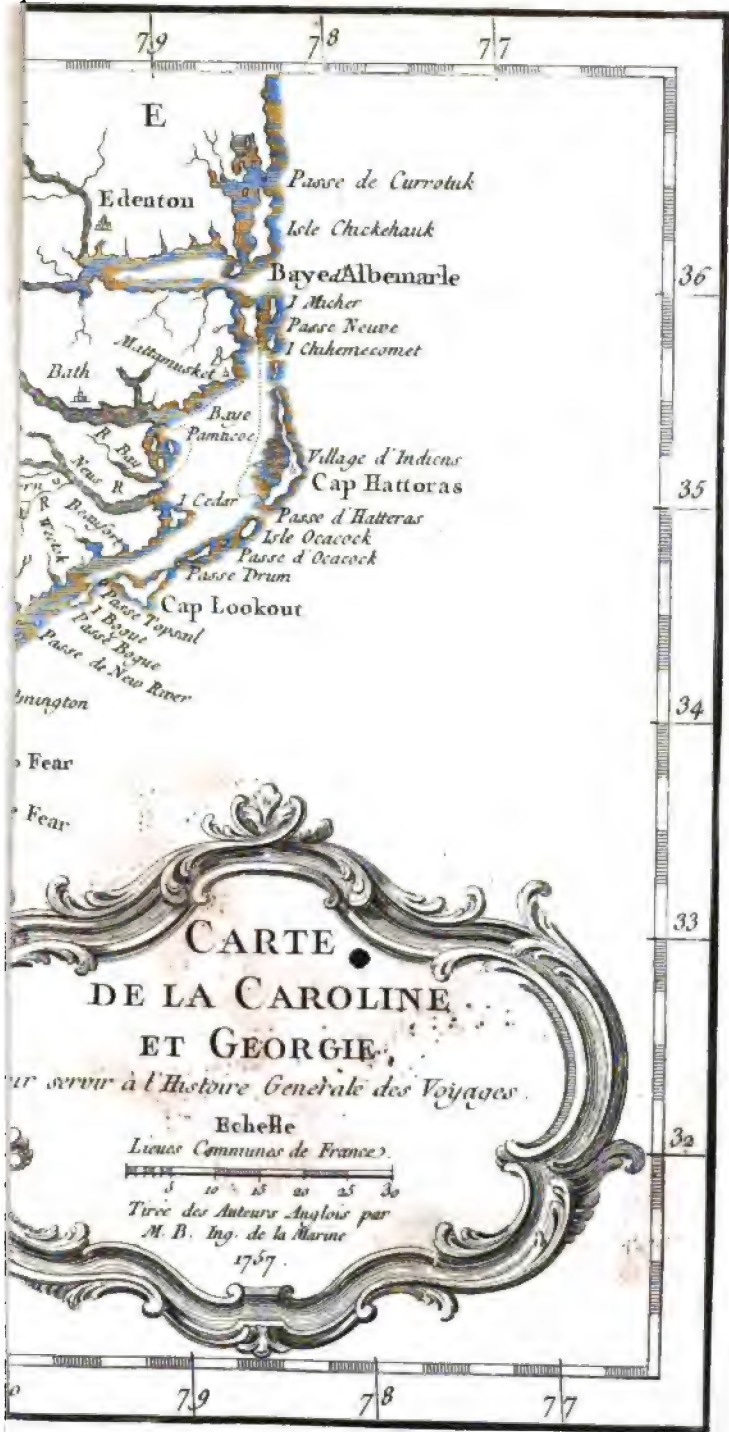 79 78 77
E
Passe de Currotuk
Edenton
Isle Chickehauk
Baye d'Albemarle
36
I Micher
Passe Neuve
I Chikemecomet
Mattamusket
Bath
Baye
Pamticoe
R Bay
Neus R
Village d'Indiens
Cap Hattoras
35
I Cedar
Passe d'Hatteras
Isle Ocacock
Passe d'Ocacock
Passe Drum
Beaufort
R Weetok
Cap Lookout
Passe Topsail
I Bogue
Passe Bogue
Passe de New River
34
Fear
Fear
33
CARTE
DE LA CAROLINE
ET GEORGIE,
servir à l'Histoire Generale des Voyages.
Echelle
Lieues Communes de France.
32
5 10 15 20 25 30
Tirée des Auteurs Anglois par
M. B. Ing. de la Marine
1757.
79 78 77